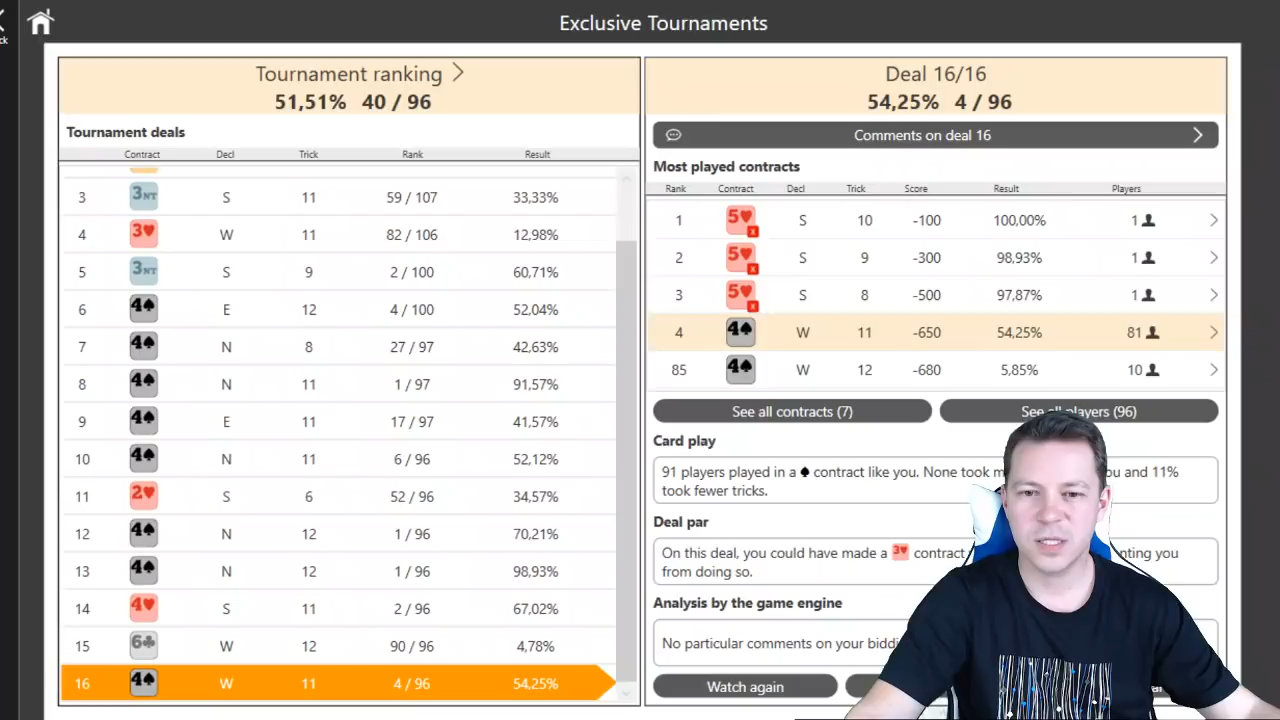 Exclusive Tournaments
ck
Tournament ranking
51,51% 40 / 96
Tournament deals
Contract Decl Trick Rank Result
3 3NT S 11 59 / 107 33,33%
4 3♥ W 11 82 / 106 12,98%
5 3NT S 9 2 / 100 60,71%
6 4♠ E 12 4 / 100 52,04%
7 4♠ N 8 27 / 97 42,63%
8 4♠ N 11 1 / 97 91,57%
9 4♠ E 11 17 / 97 41,57%
10 4♠ N 11 6 / 96 52,12%
11 2♥ S 6 52 / 96 34,57%
12 4♠ N 12 1 / 96 70,21%
13 4♠ N 12 1 / 96 98,93%
14 4♥ S 11 2 / 96 67,02%
15 6♣ W 12 90 / 96 4,78%
16 4♠ W 11 4 / 96 54,25%
Deal 16/16
54,25% 4 / 96
Comments on deal 16
Most played contracts
Rank Contract Decl Trick Score Result Players
1 5♥ x S 10 -100 100,00% 1
2 5♥ x S 9 -300 98,93% 1
3 5♥ x S 8 -500 97,87% 1
4 4♠ W 11 -650 54,25% 81
85 4♠ W 12 -680 5,85% 10
See all contracts (7) See all players (96)
Card play
91 players played in a ♠ contract like you. None took ou and 11%
took fewer tricks.
Deal par
On this deal, you could have made a 3♥ contract nting you
from doing so.
Analysis by the game engine
No particular comments on your
Watch again